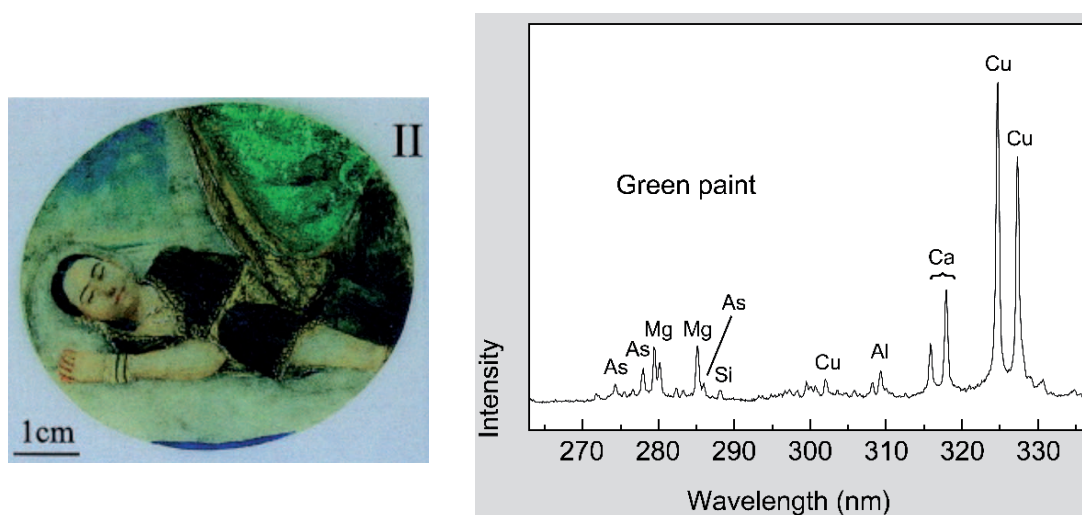 II
1cm
Green paint
Cu
Cu
Ca
As
Mg
Mg
As
As
Si
Cu
Al
Intensity
270 280 290 300 310 320 330
Wavelength (nm)